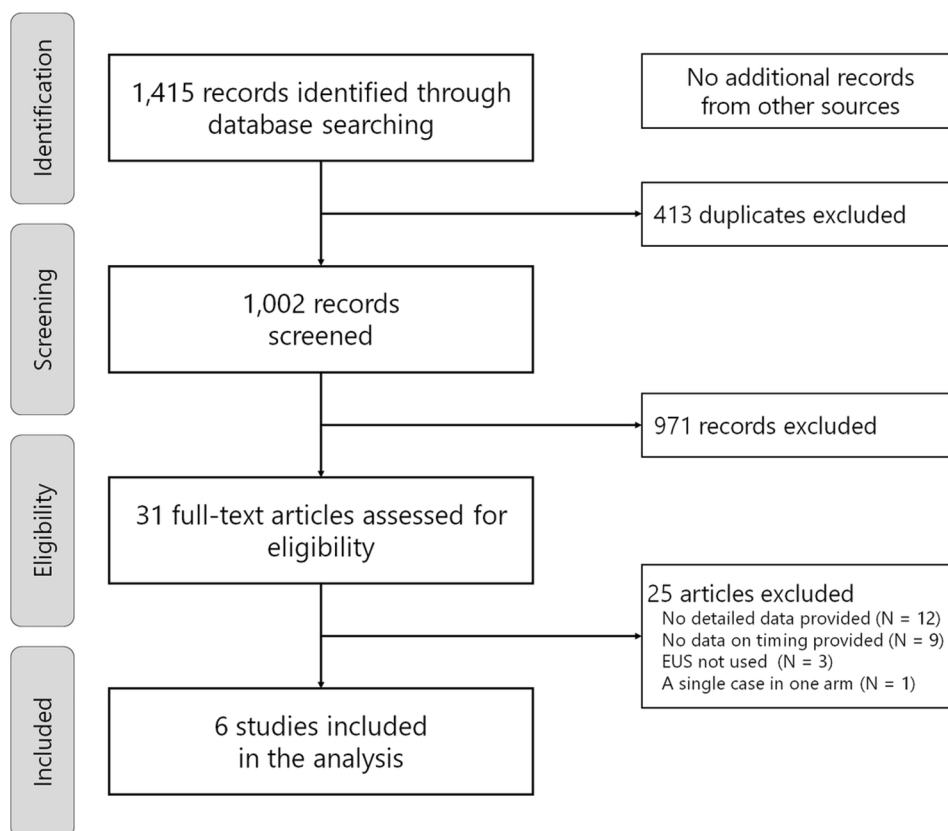 Identification
1,415 records identified through
database searching
No additional records
from other sources
413 duplicates excluded
Screening
1,002 records
screened
971 records excluded
Eligibility
31 full-text articles assessed for
eligibility
25 articles excluded
No detailed data provided (N = 12)
No data on timing provided (N = 9)
EUS not used (N = 3)
A single case in one arm (N = 1)
Included
6 studies included
in the analysis